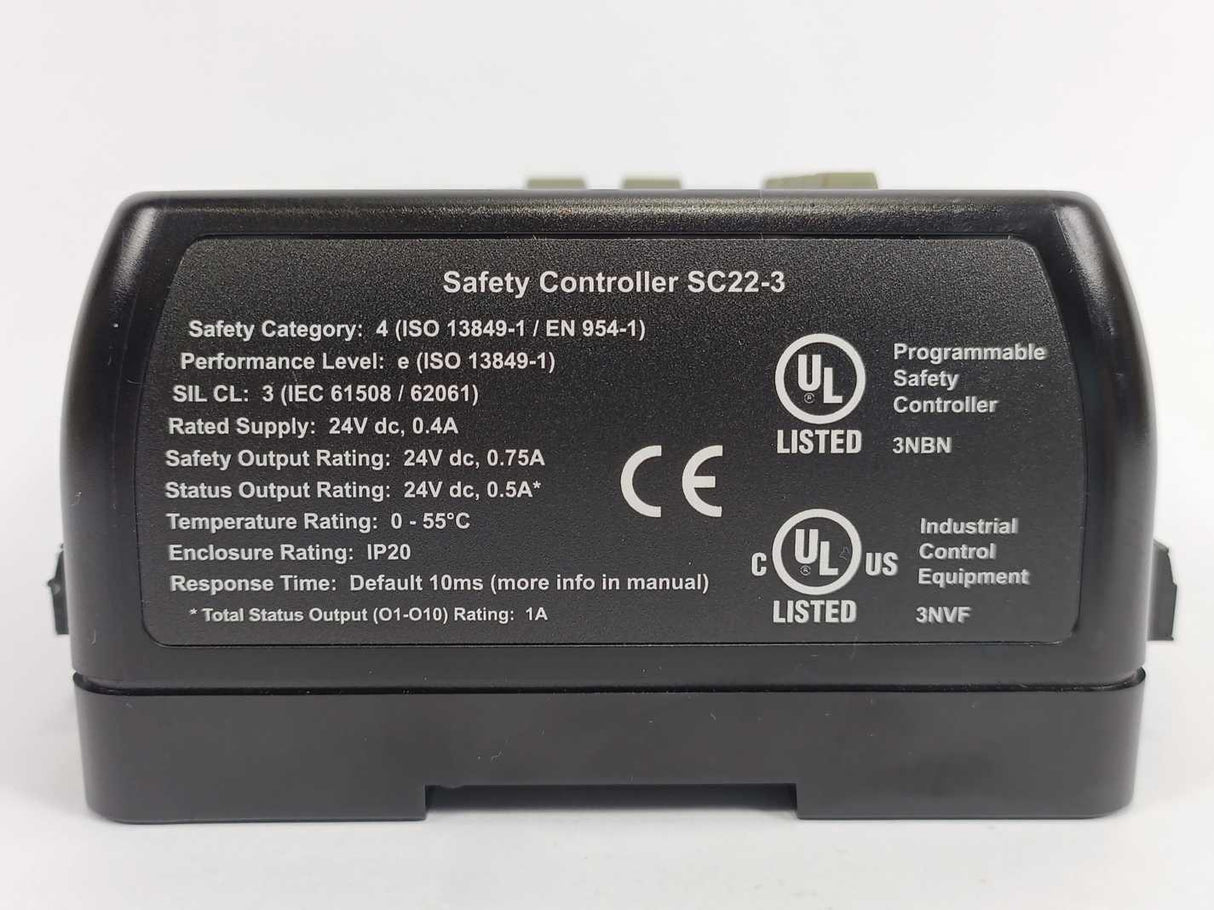 Safety Controller SC22-3
Safety Category: 4 (ISO 13849-1 / EN 954-1)
Performance Level: e (ISO 13849-1)
SIL CL: 3 (IEC 61508 / 62061)
Rated Supply: 24V dc, 0.4A
Safety Output Rating: 24V dc, 0.75A
Status Output Rating: 24V dc, 0.5A*
Temperature Rating: 0 - 55°C
Enclosure Rating: IP20
Response Time: Default 10ms (more info in manual)
* Total Status Output (O1-O10) Rating: 1A
CE
UL ®
LISTED
Programmable
Safety
Controller
3NBN
C UL ® US
LISTED
Industrial
Control
Equipment
3NVF